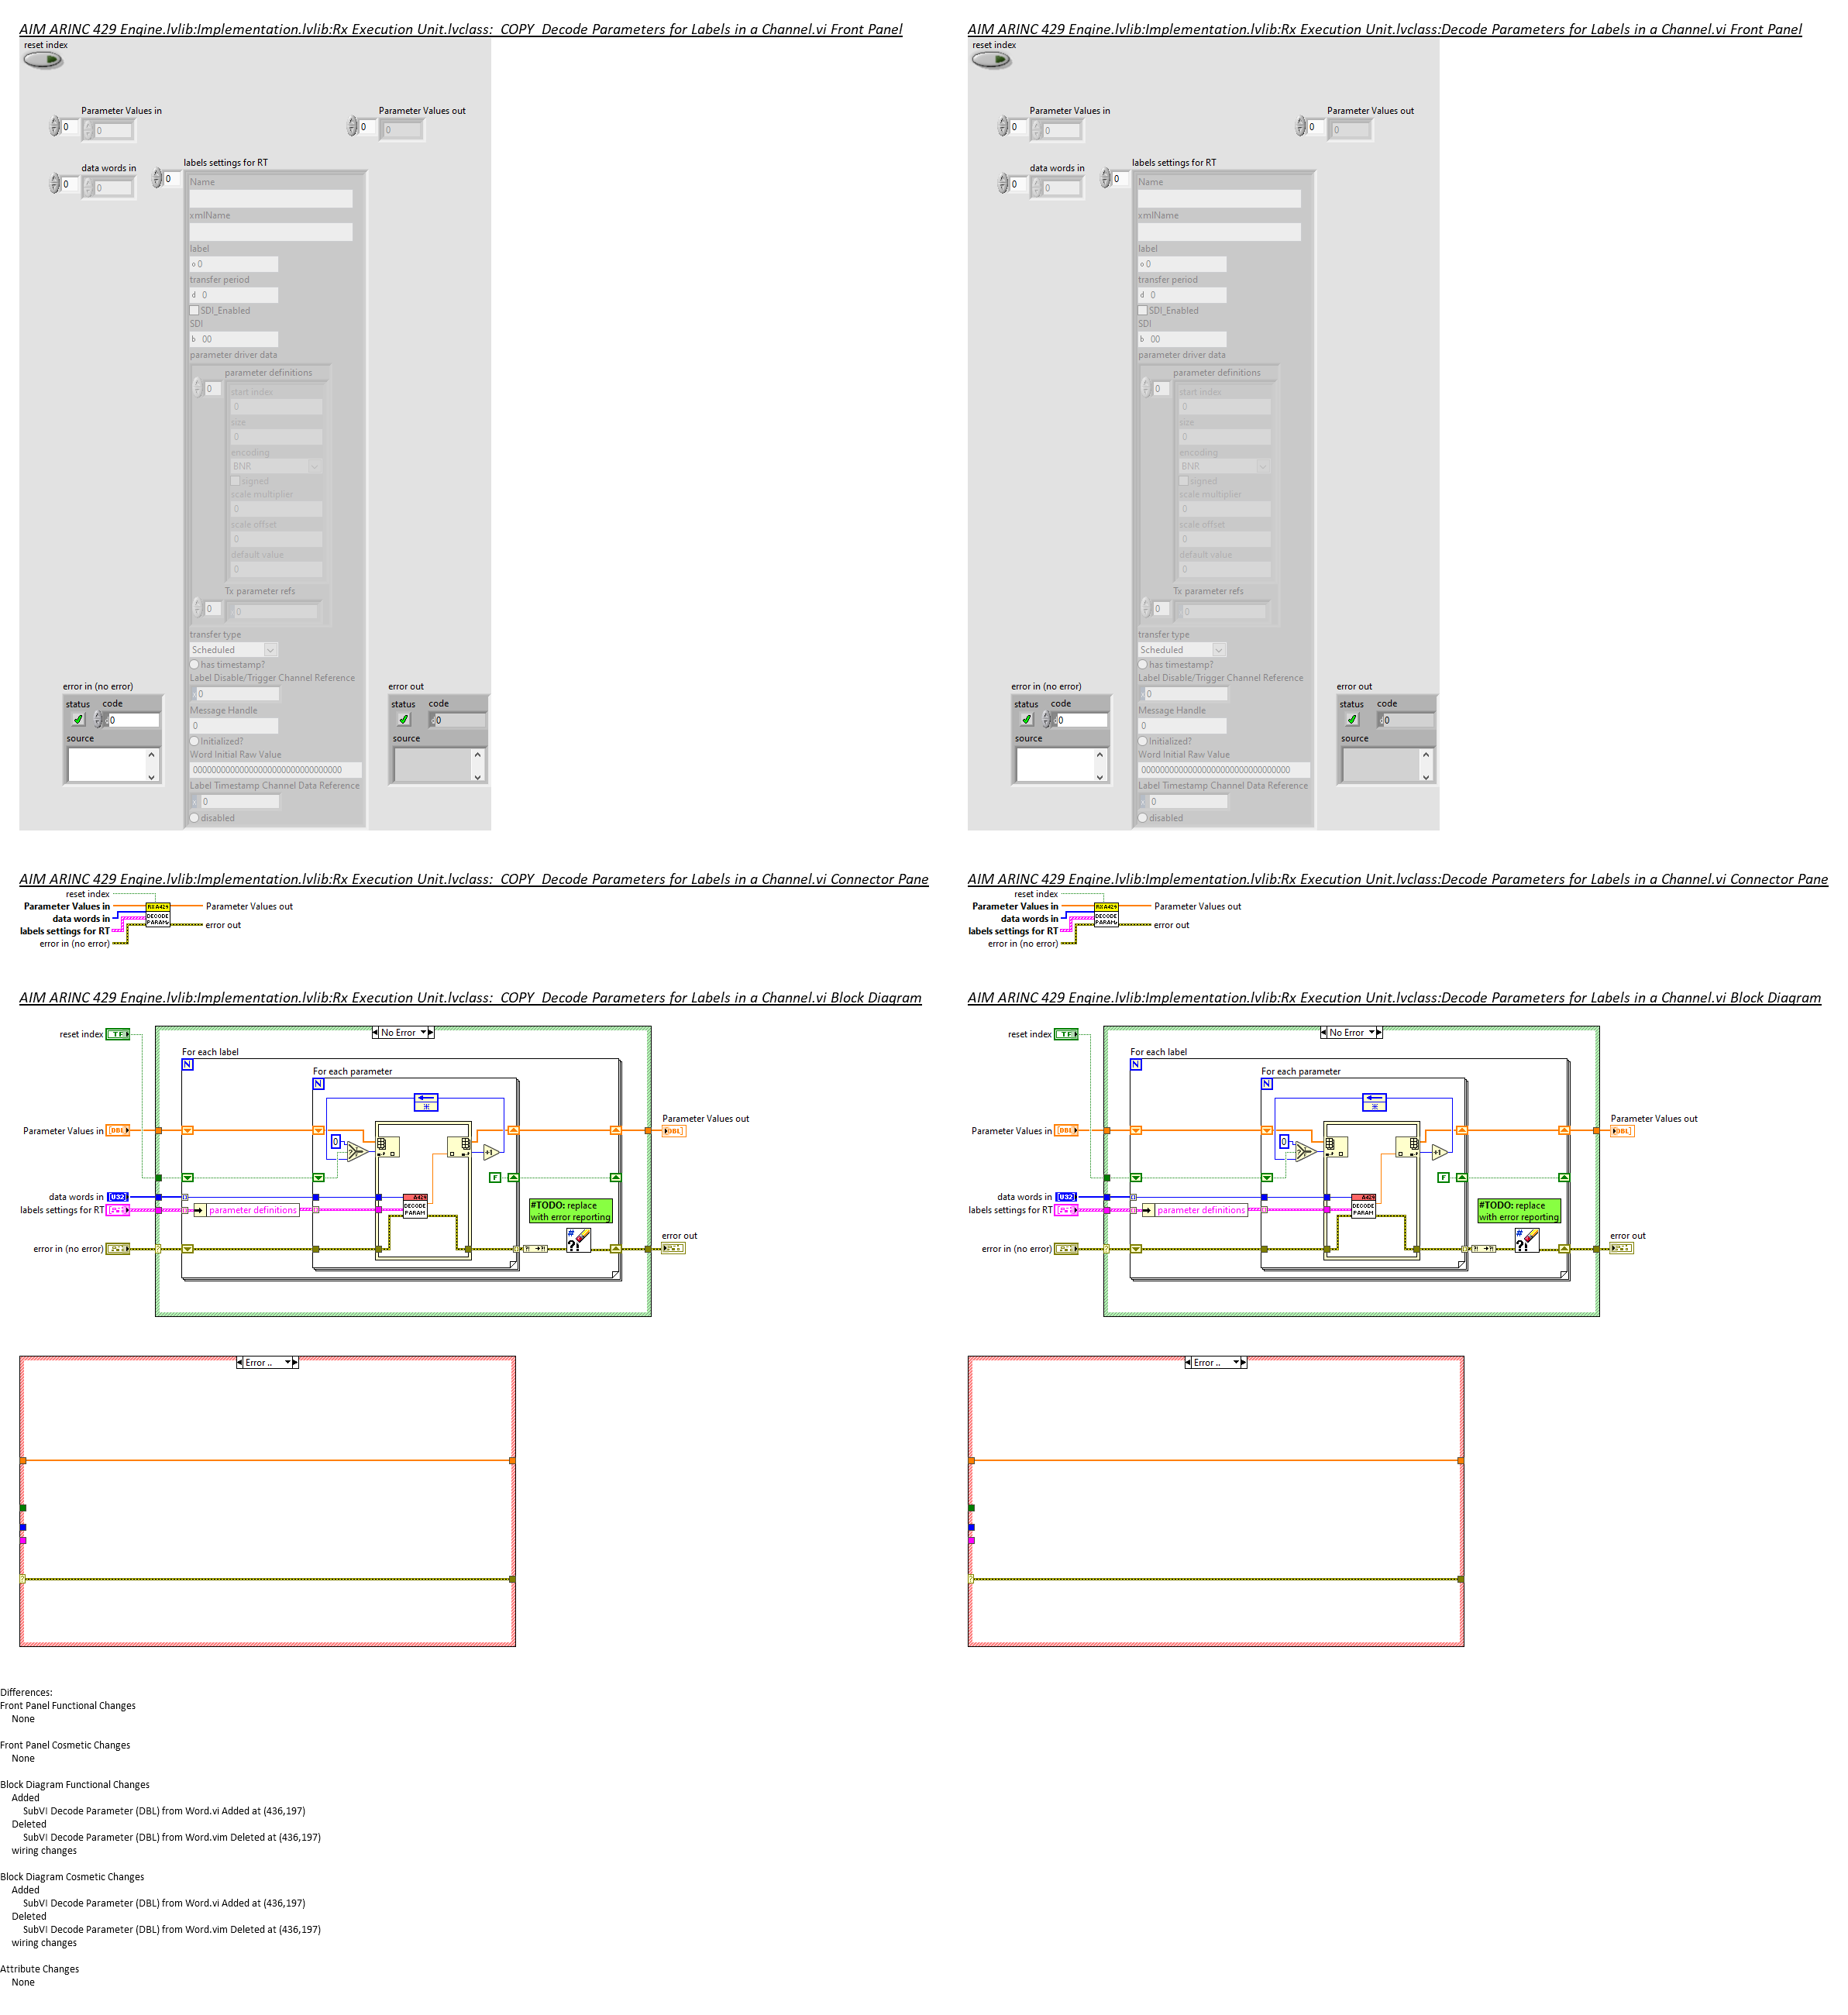 AIM ARINC 429 Engine.lvlib:Implementation.lvlib:Rx Execution Unit.lvclass:_COPY_Decode Parameters for Labels in a Channel.vi Front Panel
reset index
Parameter Values in
0
0
Parameter Values out
0
0
data words in
0
0
labels settings for RT
0
Name
xmlName
label
o 0
transfer period
d 0
SDI_Enabled
SDI
b 00
parameter driver data
parameter definitions
0
start index
0
size
0
encoding
BNR
signed
scale multiplier
0
scale offset
0
default value
0
Tx parameter refs
0
0
transfer type
Scheduled
has timestamp?
Label Disable/Trigger Channel Reference
x 0
Message Handle
0
Initialized?
Word Initial Raw Value
00000000000000000000000000000000
Label Timestamp Channel Data Reference
x 0
disabled
error in (no error)
status code
d 0
source
error out
status code
d 0
source
AIM ARINC 429 Engine.lvlib:Implementation.lvlib:Rx Execution Unit.lvclass:Decode Parameters for Labels in a Channel.vi Front Panel
reset index
Parameter Values in
0
0
Parameter Values out
0
0
data words in
0
0
labels settings for RT
0
Name
xmlName
label
o 0
transfer period
d 0
SDI_Enabled
SDI
b 00
parameter driver data
parameter definitions
0
start index
0
size
0
encoding
BNR
signed
scale multiplier
0
scale offset
0
default value
0
Tx parameter refs
0
0
transfer type
Scheduled
has timestamp?
Label Disable/Trigger Channel Reference
x 0
Message Handle
0
Initialized?
Word Initial Raw Value
00000000000000000000000000000000
Label Timestamp Channel Data Reference
x 0
disabled
error in (no error)
status code
d 0
source
error out
status code
d 0
source
AIM ARINC 429 Engine.lvlib:Implementation.lvlib:Rx Execution Unit.lvclass:_COPY_Decode Parameters for Labels in a Channel.vi Connector Pane
reset index
Parameter Values in
data words in
labels settings for RT
error in (no error)
RXA429
DECODE
PARAMs
Parameter Values out
error out
AIM ARINC 429 Engine.lvlib:Implementation.lvlib:Rx Execution Unit.lvclass:Decode Parameters for Labels in a Channel.vi Connector Pane
reset index
Parameter Values in
data words in
labels settings for RT
error in (no error)
RXA429
DECODE
PARAMs
Parameter Values out
error out
AIM ARINC 429 Engine.lvlib:Implementation.lvlib:Rx Execution Unit.lvclass:_COPY_Decode Parameters for Labels in a Channel.vi Block Diagram
reset index
TF
No Error
For each label
N
For each parameter
N
Parameter Values in
DBL
0
+1
Parameter Values out
DBL
F
data words in
U32
labels settings for RT
parameter definitions
A429
DECODE
PARAM
#TODO: replace
with error reporting
error in (no error)
error out
Error ..
AIM ARINC 429 Engine.lvlib:Implementation.lvlib:Rx Execution Unit.lvclass:Decode Parameters for Labels in a Channel.vi Block Diagram
reset index
TF
No Error
For each label
N
For each parameter
N
Parameter Values in
DBL
0
+1
Parameter Values out
DBL
F
data words in
U32
labels settings for RT
parameter definitions
A429
DECODE
PARAM
#TODO: replace
with error reporting
error in (no error)
error out
Error ..
Differences:
Front Panel Functional Changes
None
Front Panel Cosmetic Changes
None
Block Diagram Functional Changes
Added
SubVI Decode Parameter (DBL) from Word.vi Added at (436,197)
Deleted
SubVI Decode Parameter (DBL) from Word.vim Deleted at (436,197)
wiring changes
Block Diagram Cosmetic Changes
Added
SubVI Decode Parameter (DBL) from Word.vi Added at (436,197)
Deleted
SubVI Decode Parameter (DBL) from Word.vim Deleted at (436,197)
wiring changes
Attribute Changes
None